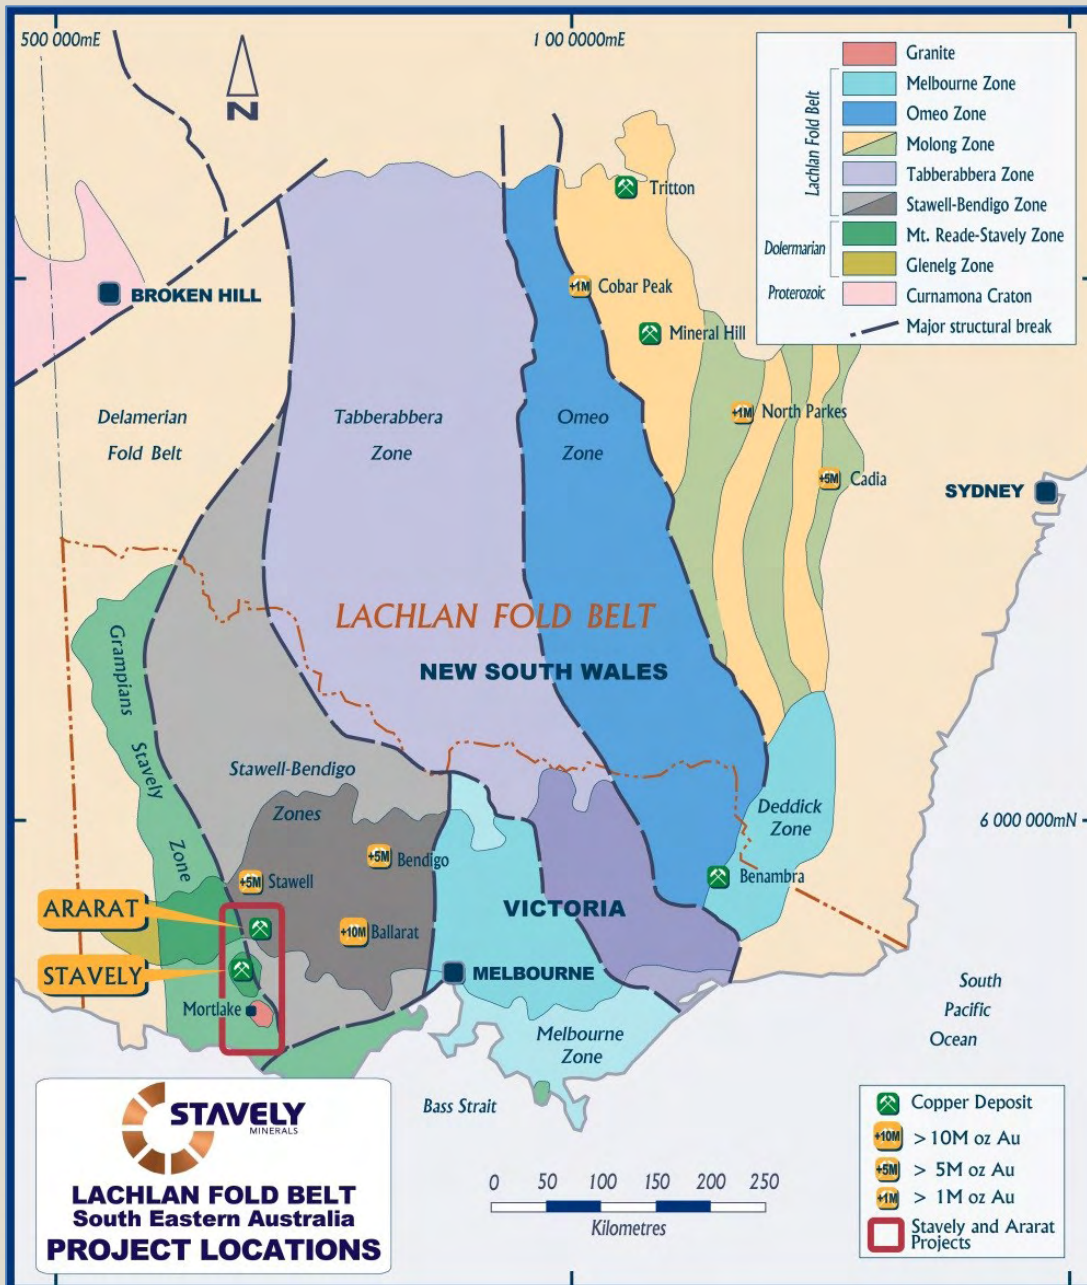 500 000mE
1 00 0000mE
N
Granite
Melbourne Zone
Omeo Zone
Molong Zone
Tabberabbera Zone
Stawell-Bendigo Zone
Mt. Reade-Stavely Zone
Glenelg Zone
Curnamona Craton
Major structural break
Lachlan Fold Belt
Dolermarian
Proterozoic
Tritton
BROKEN HILL
+1M
Cobar Peak
Mineral Hill
Delamerian
Fold Belt
Tabberabbera
Zone
Omeo
Zone
+1M
North Parkes
+5M
Cadia
SYDNEY
LACHLAN FOLD BELT
NEW SOUTH WALES
Grampians
Stavely
Zone
Stawell-Bendigo
Zones
Deddick
Zone
6 000 000mN
+5M
Bendigo
+5M
Stawell
Benambra
ARARAT
VICTORIA
+10M
Ballarat
STAVELY
MELBOURNE
Mortlake
South
Pacific
Ocean
Melbourne
Zone
Bass Strait
STAVELY
MINERALS
LACHLAN FOLD BELT
South Eastern Australia
PROJECT LOCATIONS
0 50 100 150 200 250
Kilometres
Copper Deposit
+10M > 10M oz Au
+5M > 5M oz Au
+1M > 1M oz Au
Stavely and Ararat
Projects